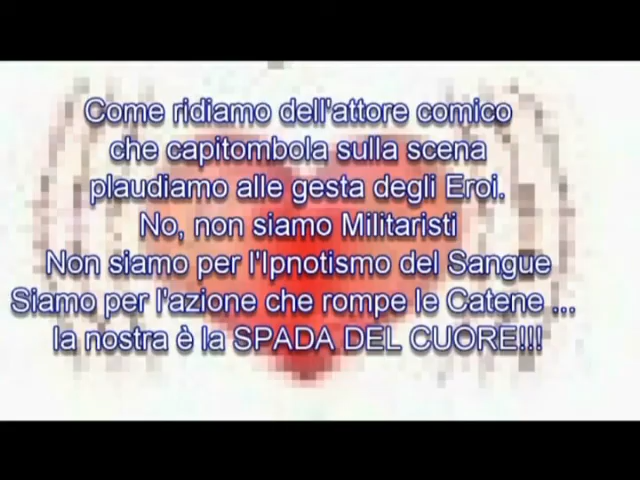 Come ridiamo dell'attore comico
che capitombola sulla scena
plaudiamo alle gesta degli Eroi.
No, non siamo Militaristi
Non siamo per l'Ipnotismo del Sangue
Siamo per l'azione che rompe le Catene ...
la nostra è la SPADA DEL CUORE!!!